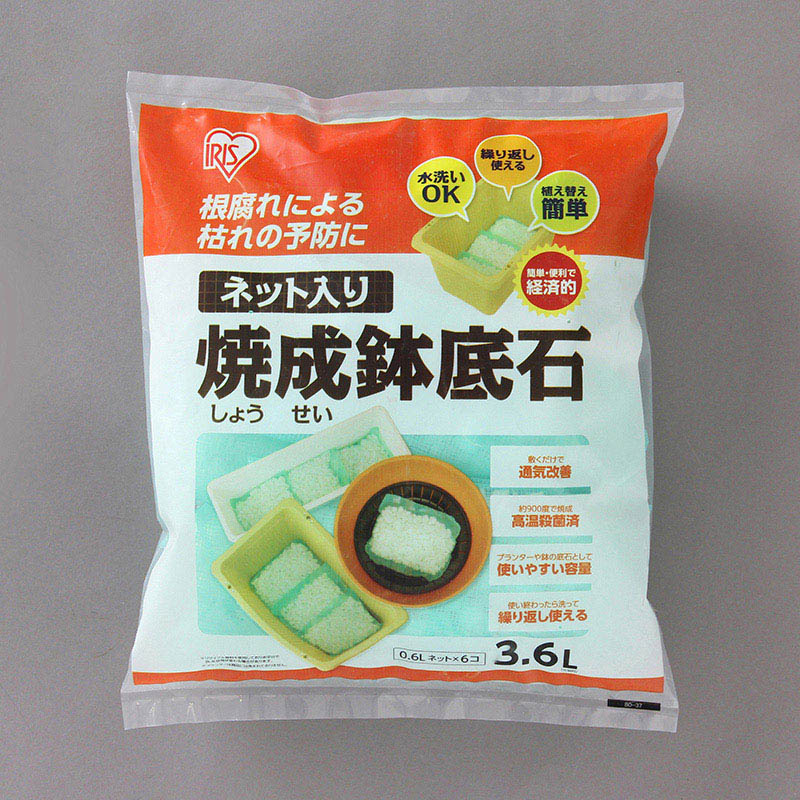 IRIS
根腐れによる
枯れの予防に
水洗い
OK
繰り返し
使える
植え替え
簡単
簡単・便利で
経済的
ネット入り
焼成鉢底石
しょう せい
敷くだけで
通気改善
約900度で焼成
高温殺菌済
プランターや鉢の底石として
使いやすい容量
使い終わったら洗って
繰り返し使える
0.6L ネット×6コ
3.6L
80-37